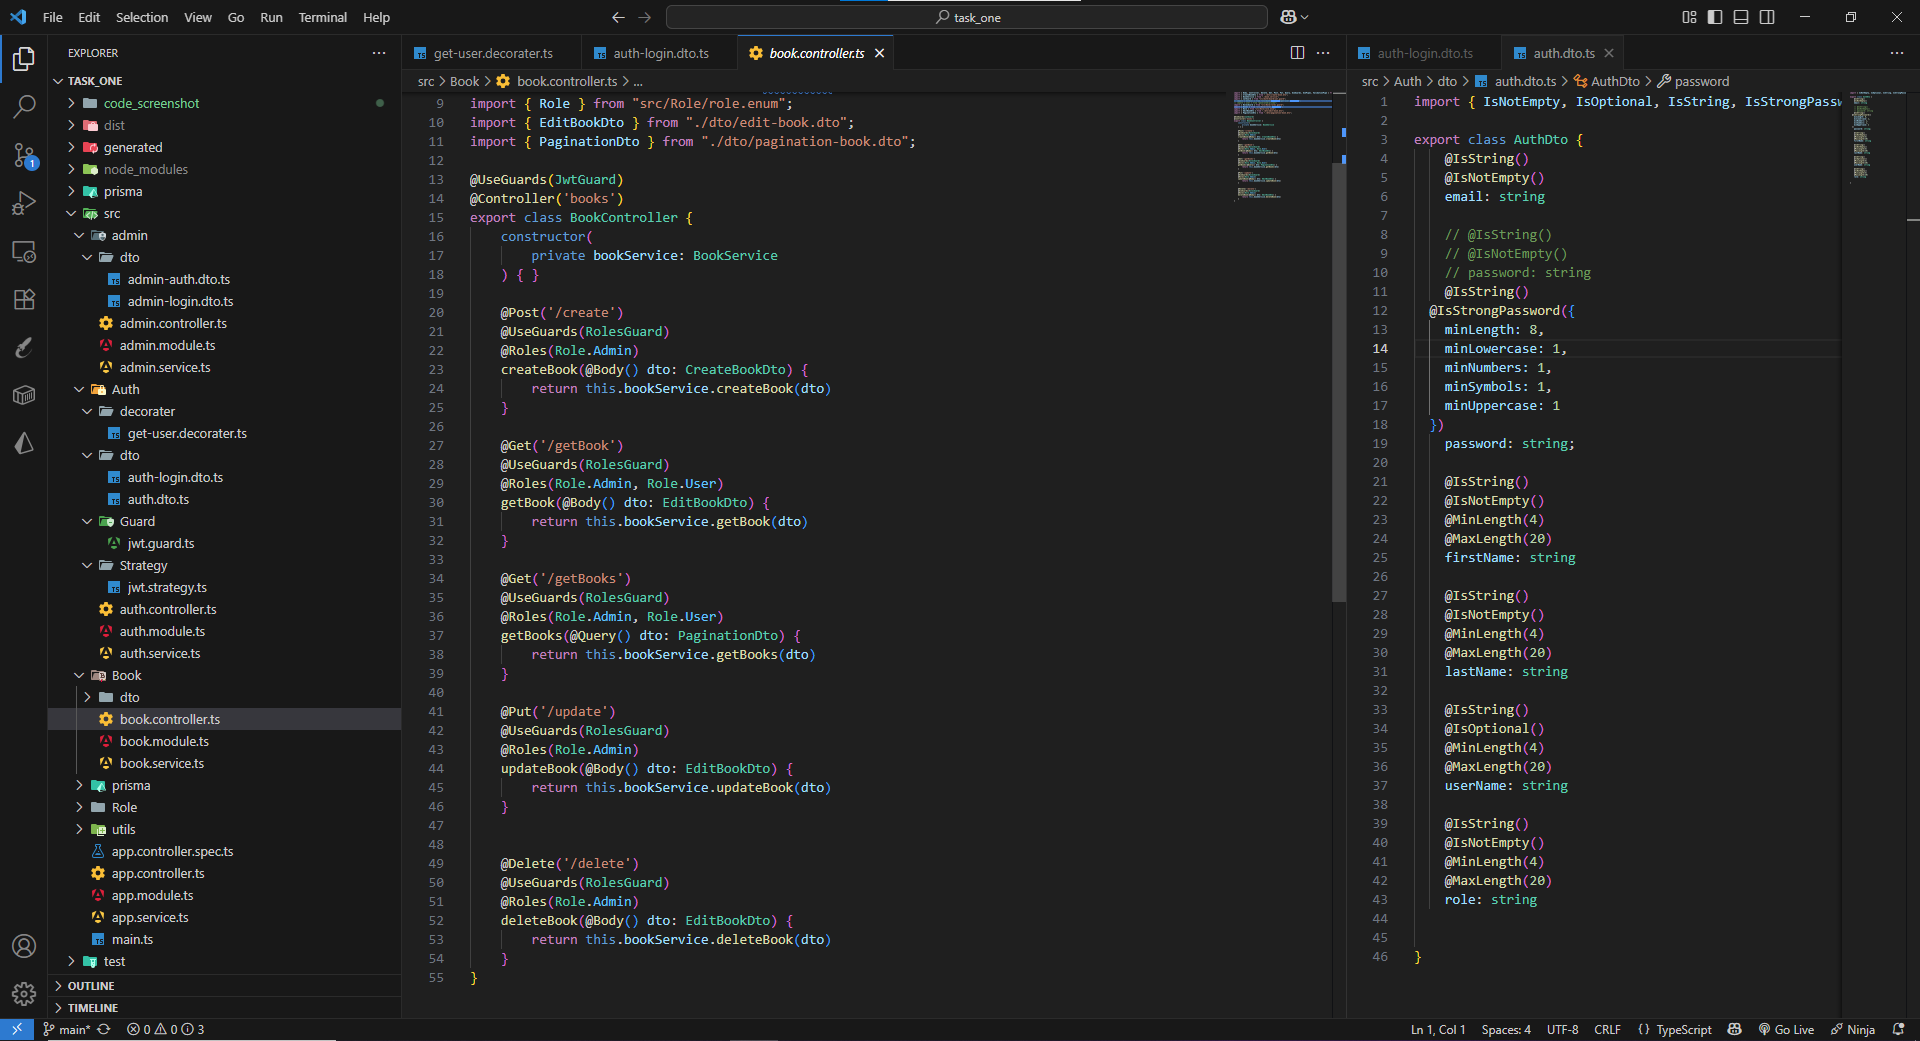 File Edit Selection View Go Run Terminal Help
task_one
EXPLORER
TASK_ONE
code_screenshot
dist
generated
node_modules
prisma
src
admin
dto
admin-auth.dto.ts
admin-login.dto.ts
admin.controller.ts
admin.module.ts
admin.service.ts
Auth
decorater
get-user.decorater.ts
dto
auth-login.dto.ts
auth.dto.ts
Guard
jwt.guard.ts
Strategy
jwt.strategy.ts
auth.controller.ts
auth.module.ts
auth.service.ts
Book
dto
book.controller.ts
book.module.ts
book.service.ts
prisma
Role
utils
app.controller.spec.ts
app.controller.ts
app.module.ts
app.service.ts
main.ts
test
OUTLINE
TIMELINE
1
get-user.decorater.ts auth-login.dto.ts book.controller.ts
src > Book > book.controller.ts > ...
9 import { Role } from "src/Role/role.enum";
10 import { EditBookDto } from "./dto/edit-book.dto";
11 import { PaginationDto } from "./dto/pagination-book.dto";
12
13 @UseGuards(JwtGuard)
14 @Controller('books')
15 export class BookController {
16 constructor(
17 private bookService: BookService
18 ) { }
19
20 @Post('/create')
21 @UseGuards(RolesGuard)
22 @Roles(Role.Admin)
23 createBook(@Body() dto: CreateBookDto) {
24 return this.bookService.createBook(dto)
25 }
26
27 @Get('/getBook')
28 @UseGuards(RolesGuard)
29 @Roles(Role.Admin, Role.User)
30 getBook(@Body() dto: EditBookDto) {
31 return this.bookService.getBook(dto)
32 }
33
34 @Get('/getBooks')
35 @UseGuards(RolesGuard)
36 @Roles(Role.Admin, Role.User)
37 getBooks(@Query() dto: PaginationDto) {
38 return this.bookService.getBooks(dto)
39 }
40
41 @Put('/update')
42 @UseGuards(RolesGuard)
43 @Roles(Role.Admin)
44 updateBook(@Body() dto: EditBookDto) {
45 return this.bookService.updateBook(dto)
46 }
47
48
49 @Delete('/delete')
50 @UseGuards(RolesGuard)
51 @Roles(Role.Admin)
52 deleteBook(@Body() dto: EditBookDto) {
53 return this.bookService.deleteBook(dto)
54 }
55 }
auth-login.dto.ts auth.dto.ts
src > Auth > dto > auth.dto.ts > AuthDto > password
1 import { IsNotEmpty, IsOptional, IsString, IsStrongPassw
2
3 export class AuthDto {
4 @IsString()
5 @IsNotEmpty()
6 email: string
7
8 // @IsString()
9 // @IsNotEmpty()
10 // password: string
11 @IsString()
12 @IsStrongPassword({
13 minLength: 8,
14 minLowercase: 1,
15 minNumbers: 1,
16 minSymbols: 1,
17 minUppercase: 1
18 })
19 password: string;
20
21 @IsString()
22 @IsNotEmpty()
23 @MinLength(4)
24 @MaxLength(20)
25 firstName: string
26
27 @IsString()
28 @IsNotEmpty()
29 @MinLength(4)
30 @MaxLength(20)
31 lastName: string
32
33 @IsString()
34 @IsOptional()
35 @MinLength(4)
36 @MaxLength(20)
37 userName: string
38
39 @IsString()
40 @IsNotEmpty()
41 @MinLength(4)
42 @MaxLength(20)
43 role: string
44
45
46 }
main* 0 0 3
Ln 1, Col 1 Spaces: 4 UTF-8 CRLF {} TypeScript Go Live Ninja